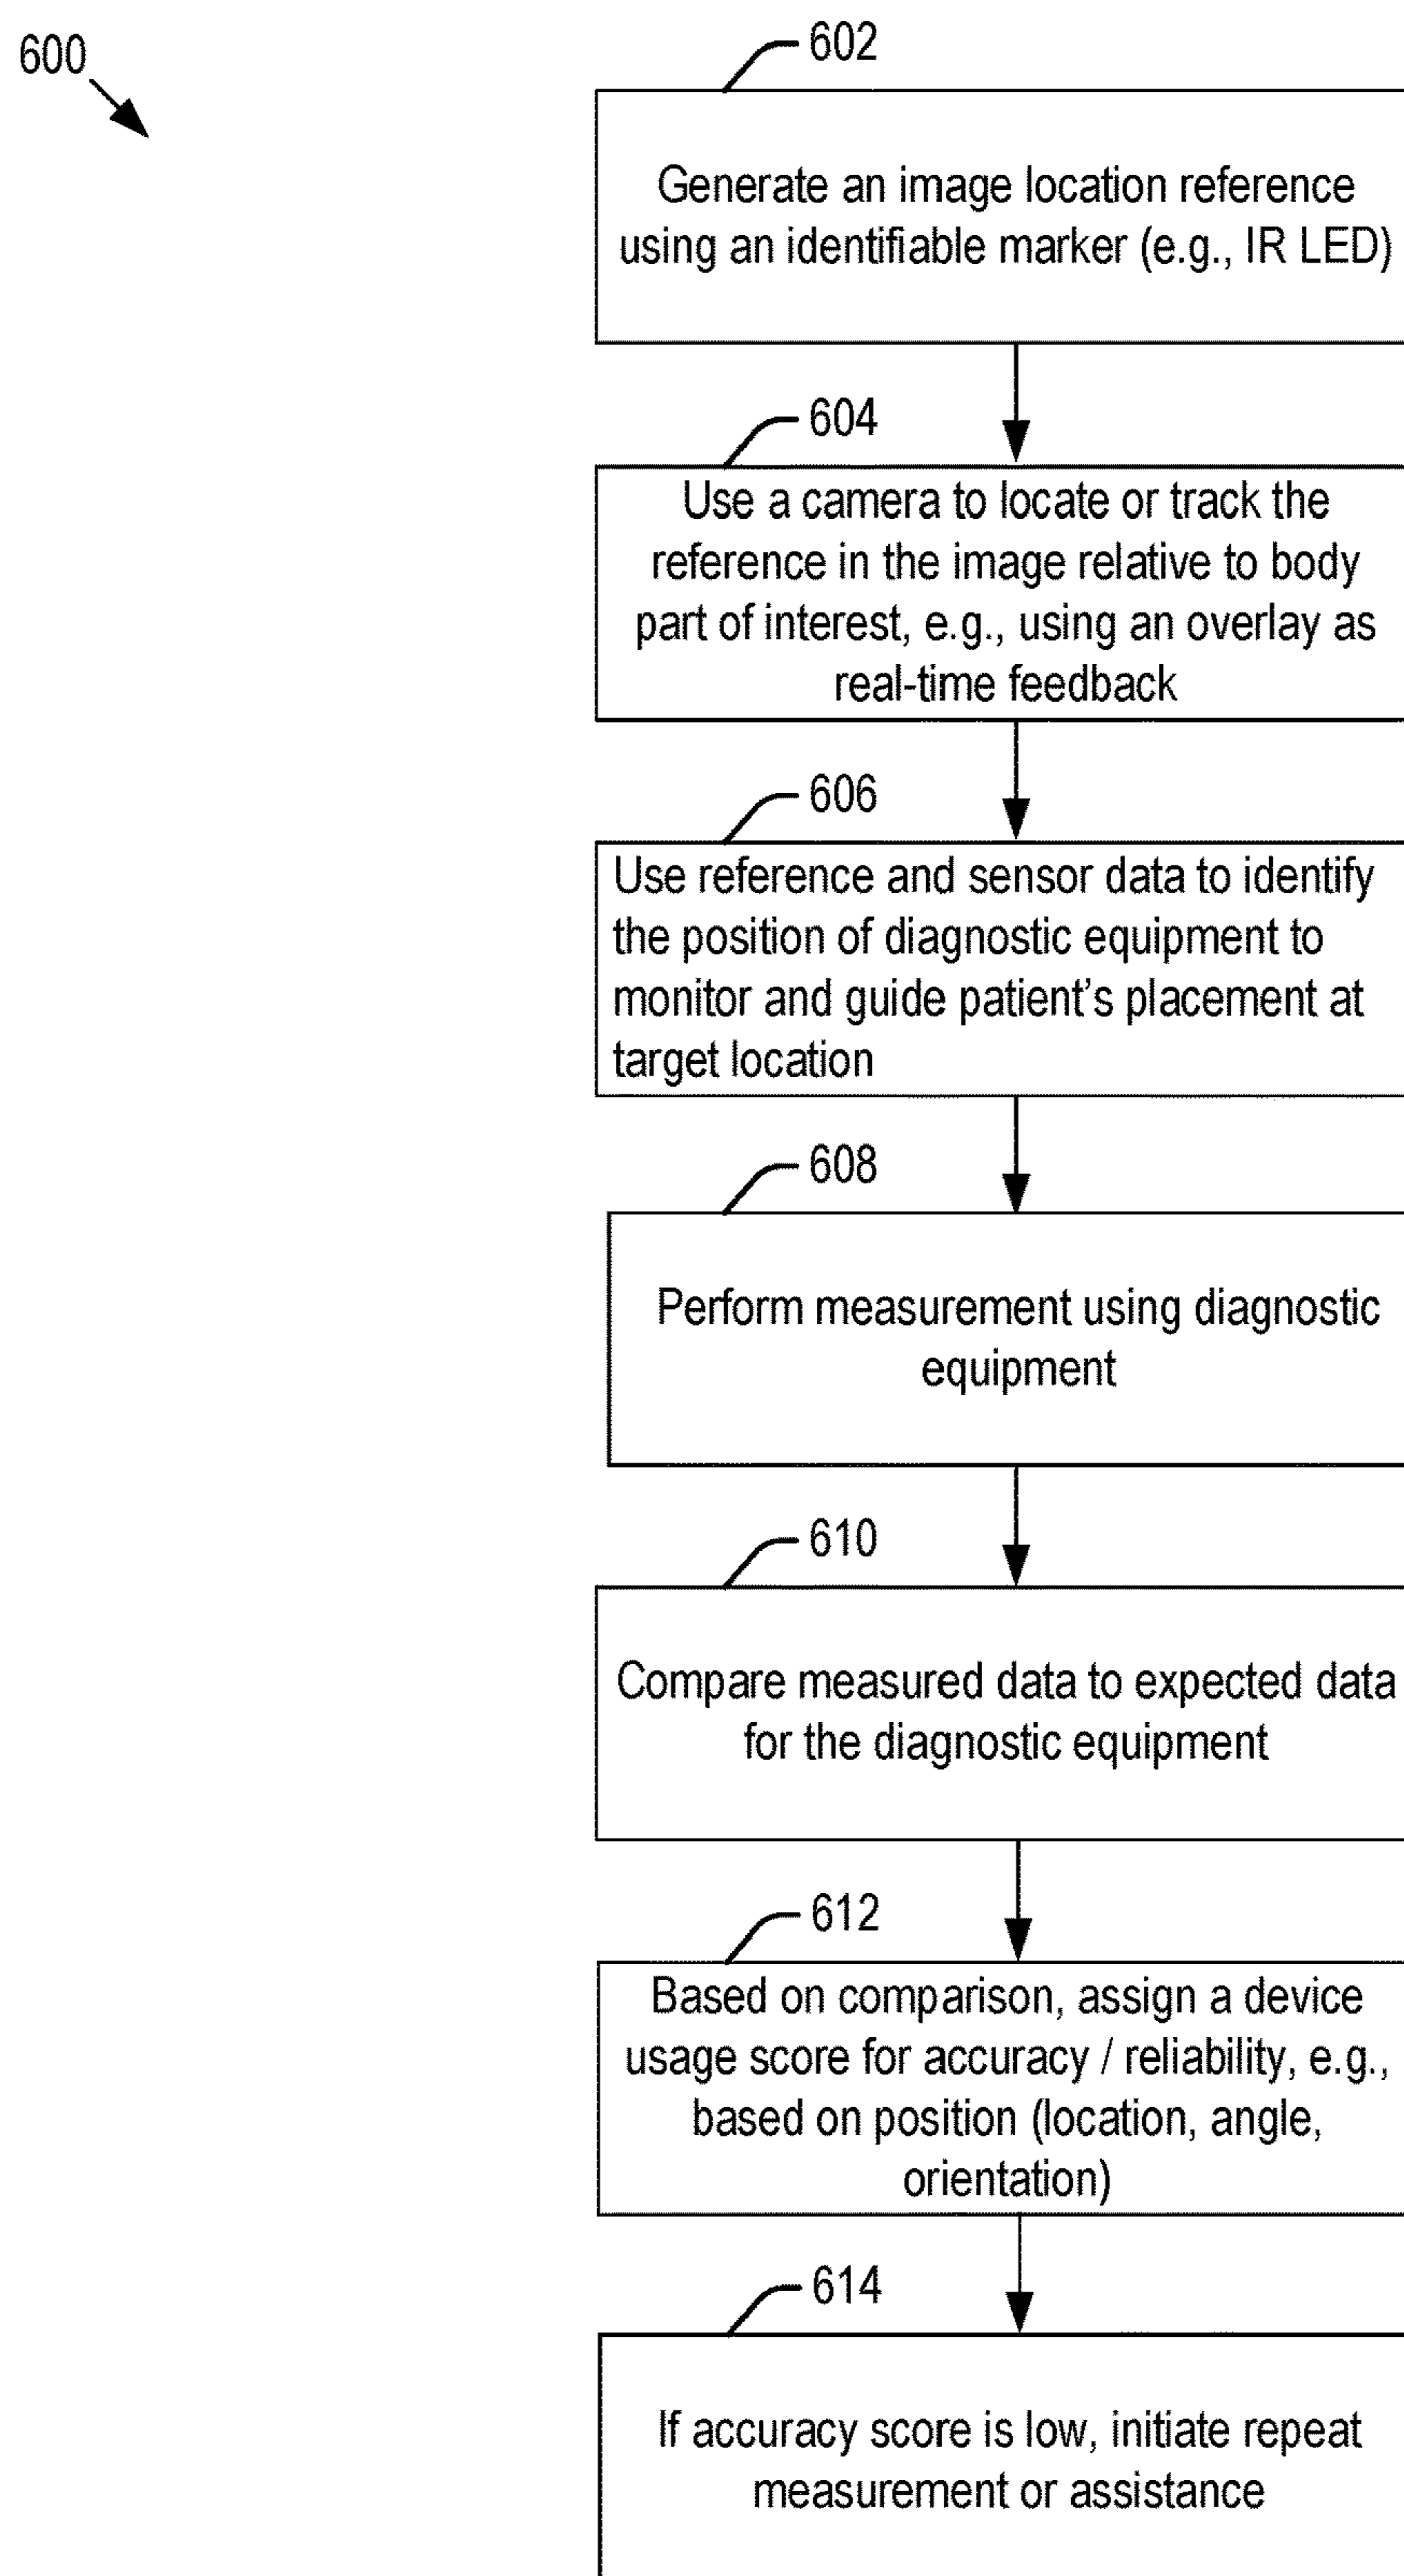 600
602
Generate an image location reference
using an identifiable marker (e.g., IR LED)
604
Use a camera to locate or track the
reference in the image relative to body
part of interest, e.g., using an overlay as
real-time feedback
606
Use reference and sensor data to identify
the position of diagnostic equipment to
monitor and guide patient's placement at
target location
608
Perform measurement using diagnostic
equipment
610
Compare measured data to expected data
for the diagnostic equipment
612
Based on comparison, assign a device
usage score for accuracy / reliability, e.g.,
based on position (location, angle,
orientation)
614
If accuracy score is low, initiate repeat
measurement or assistance